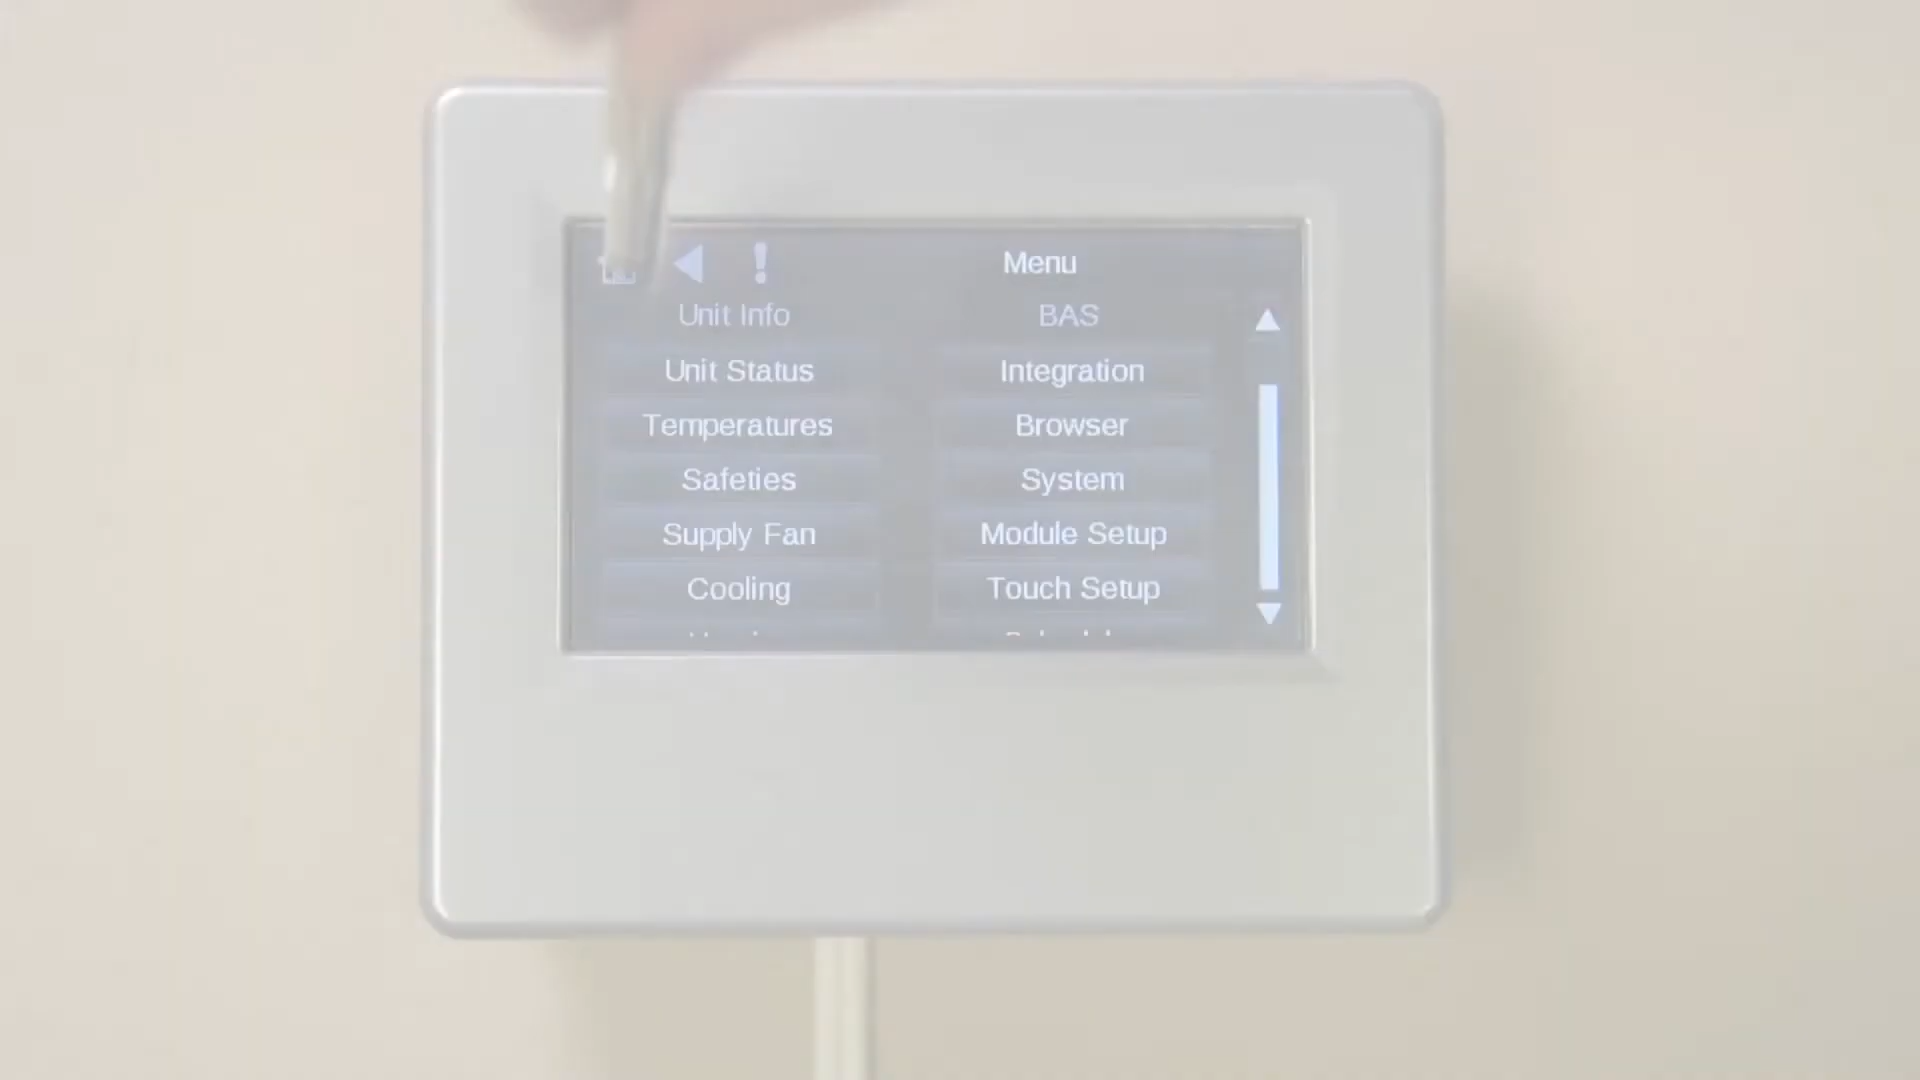 Menu
Unit Info
BAS
Unit Status
Integration
Temperatures
Browser
Safeties
System
Supply Fan
Module Setup
Cooling
Touch Setup